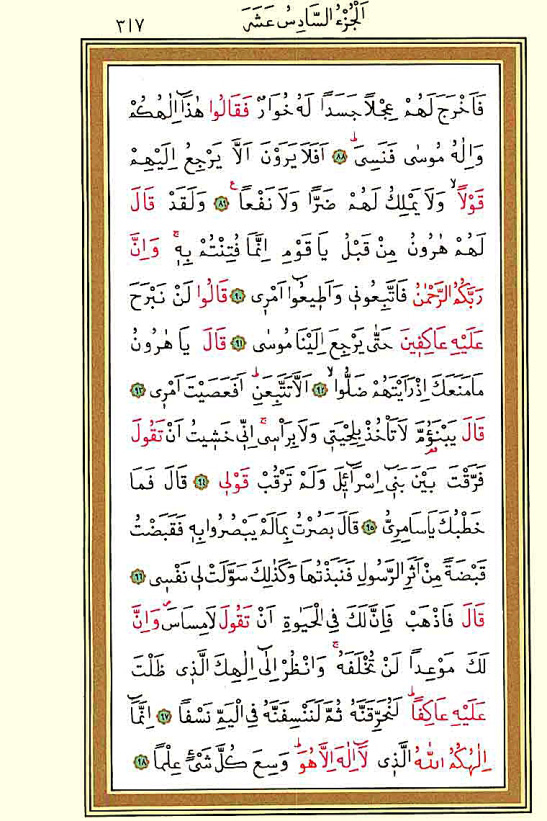 اَلْجُزْءُ السَّادِسُ عَشَرَ
٣١٧
فَاَخْرَجَ لَهُمْ عِجْلاً جَسَداً لَهُ خُوَارٌ فَقَالُوا هٰذَٓا اِلٰهُكُمْ
وَاِلٰهُ مُوسٰى فَنَسِىَۜ ﴿٨٨﴾ اَفَلَا يَرَوْنَ اَلَّا يَرْجِعُ اِلَيْهِمْ
قَوْلاًۙ وَلَا يَمْلِكُ لَهُمْ ضَراًّ وَلَا نَفْعاً۟ ﴿٨٩﴾ وَلَقَدْ قَالَ
لَهُمْ هٰرُونُ مِنْ قَبْلُ يَا قَوْمِ اِنَّمَا فُتِنْتُمْ بِه۪ۚ وَاِنَّ
رَبَّكُمُ الرَّحْمٰنُ فَاتَّبِعُون۪ى وَاَط۪يعُٓوا اَمْر۪ى ﴿٩٠﴾ قَالُوا لَنْ نَبْرَحَ
عَلَيْهِ عَاكِف۪ينَ حَتّٰى يَرْجِعَ اِلَيْنَا مُوسٰى ﴿٩١﴾ قَالَ يَا هٰرُونُ
مَا مَنَعَكَ اِذْ رَاَيْتَهُمْ ضَلُّواۙ ﴿٩٢﴾ اَلَّا تَتَّبِعَنِۜ اَفَعَصَيْتَ اَمْر۪ى ﴿٩٣﴾
قَالَ يَبْنَؤُ۬مَّ لَا تَأْخُذْ بِلِحْيَت۪ى وَلَا بِرَأْس۪ىۚ اِنّ۪ى خَش۪يتُ اَنْ تَقُولَ
فَرَّقْتَ بَيْنَ بَن۪ٓى اِسْرَٓائ۪لَ وَلَمْ تَرْقُبْ قَوْل۪ى ﴿٩٤﴾ قَالَ فَمَا
خَطْبُكَ يَا سَامِرِىُّ ﴿٩٥﴾ قَالَ بَصُرْتُ بِمَا لَمْ يَبْصُرُوا بِه۪ فَقَبَضْتُ
قَبْضَةً مِنْ اَثَرِ الرَّسُولِ فَنَبَذْتُهَا وَكَذٰلِكَ سَوَّلَتْ ل۪ى نَفْس۪ى ﴿٩٦﴾
قَالَ فَاذْهَبْ فَاِنَّ لَكَ فِى الْحَيٰوةِ اَنْ تَقُولَ لَا مِسَاسَۖ وَاِنَّ
لَكَ مَوْعِداً لَنْ تُخْلَفَهُۚ وَانْظُرْ اِلٰٓى اِلٰهِكَ الَّذ۪ى ظَلْتَ
عَلَيْهِ عَاكِفاًۜ لَنُحَرِّقَنَّهُ ثُمَّ لَنَنْسِفَنَّهُ فِى الْيَمِّ نَسْفاً ﴿٩٧﴾ اِنَّمَٓا
اِلٰهُكُمُ اللّٰهُ الَّذ۪ى لَٓا اِلٰهَ اِلَّا هُوَۜ وَسِعَ كُلَّ شَىْءٍ عِلْماً ﴿٩٨﴾